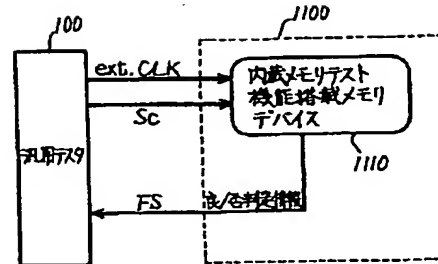 100
1100
ext.CLK
Sc
内蔵メモリテスト
機能搭載メモリ
デバイス
1110
汎用テスタ
FS
良/否判定情報